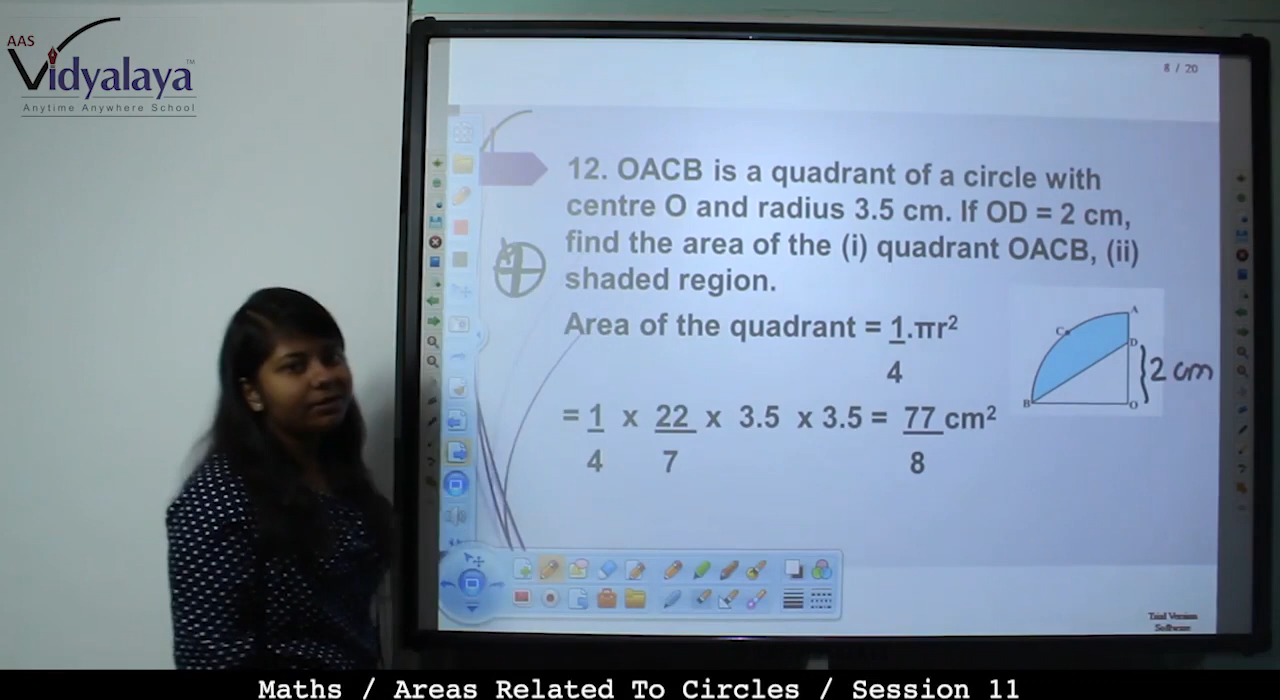 AAS
Vidyalaya TM
Anytime Anywhere School
8 / 20
12. OACB is a quadrant of a circle with
centre O and radius 3.5 cm. If OD = 2 cm,
find the area of the (i) quadrant OACB, (ii)
shaded region.
Area of the quadrant = 1.πr²
4
A
C
D
2 cm
B
O
= 1 x 22 x 3.5 x 3.5 = 77 cm²
4 7 8
Trial Version
Software
Maths / Areas Related To Circles / Session 11